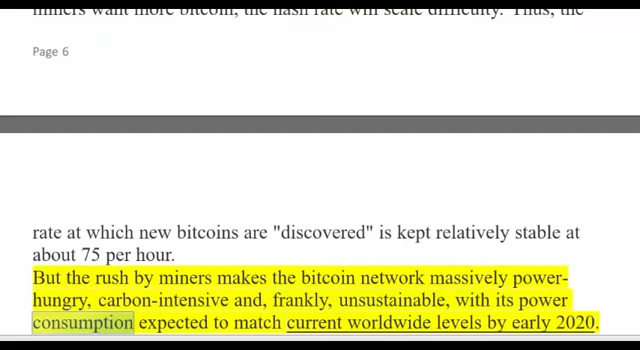 miners want more bitcoin, the hash rate will scale difficulty. Thus, the
Page 6
rate at which new bitcoins are "discovered" is kept relatively stable at
about 75 per hour.
But the rush by miners makes the bitcoin network massively power-
hungry, carbon-intensive and, frankly, unsustainable, with its power
consumption expected to match current worldwide levels by early 2020.